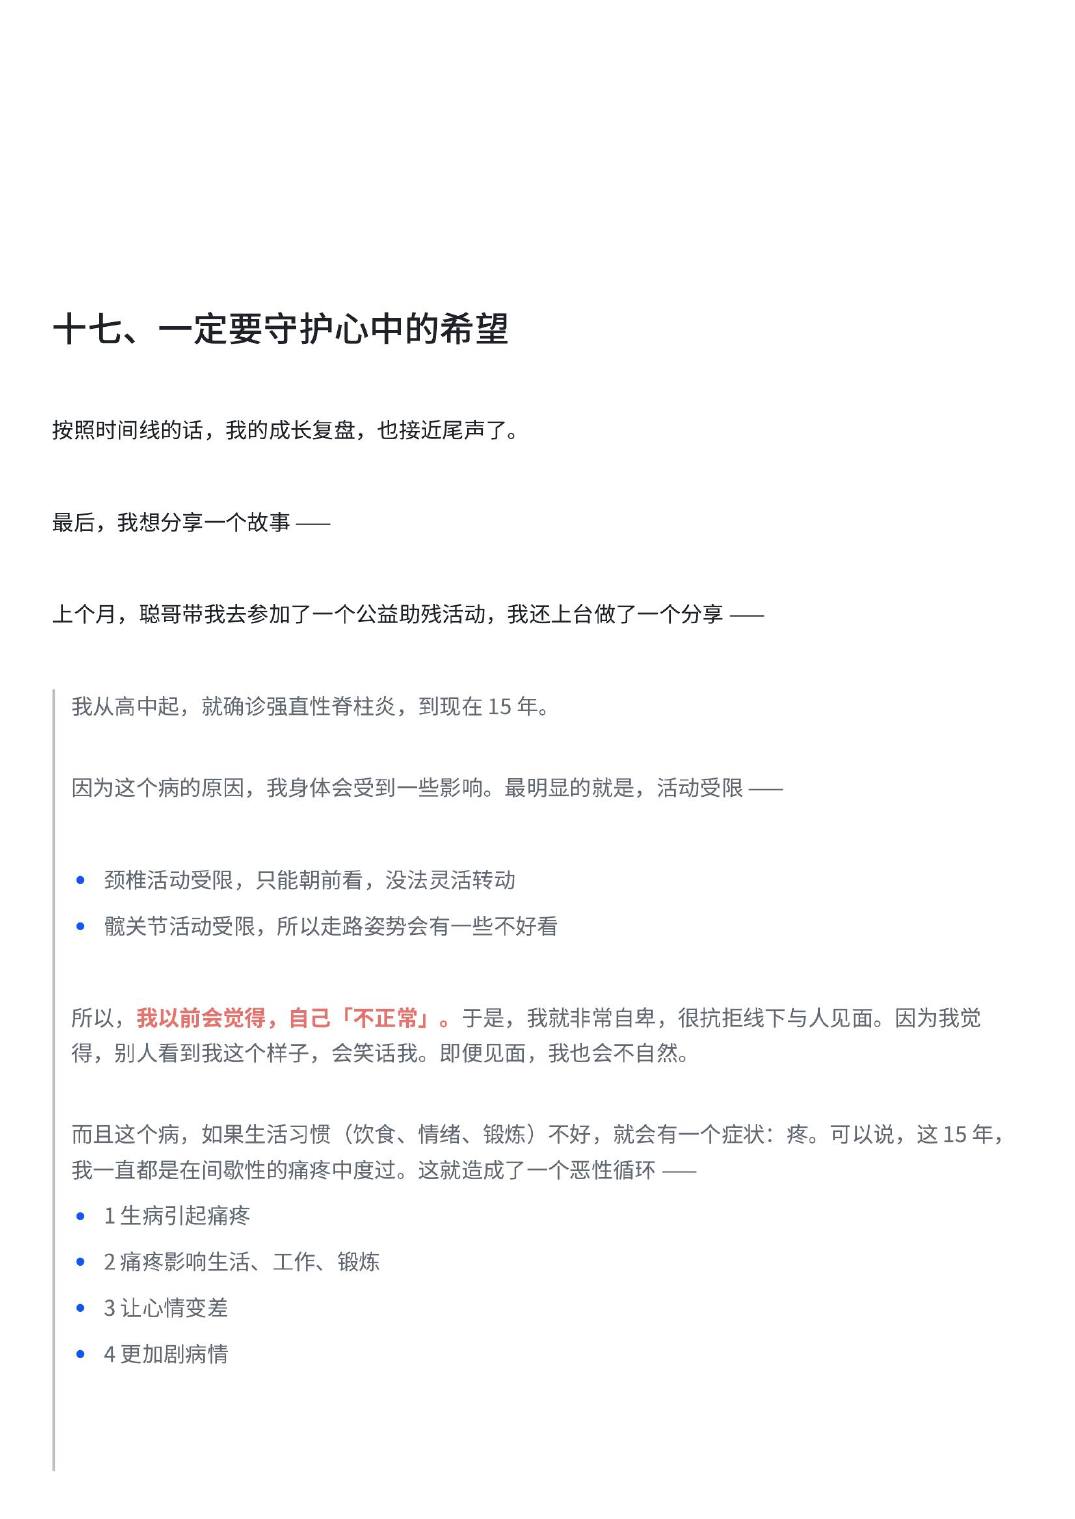 十七、一定要守护心中的希望
按照时间线的话，我的成长复盘，也接近尾声了。
最后，我想分享一个故事 ——
上个月，聪哥带我去参加了一个公益助残活动，我还上台做了一个分享 ——
我从高中起，就确诊强直性脊柱炎，到现在 15 年。
因为这个病的原因，我身体会受到一些影响。最明显的就是，活动受限 ——
• 颈椎活动受限，只能朝前看，没法灵活转动
• 髋关节活动受限，所以走路姿势会有一些不好看
所以，我以前会觉得，自己「不正常」。于是，我就非常自卑，很抗拒线下与人见面。因为我觉
得，别人看到我这个样子，会笑话我。即便见面，我也会不自然。
而且这个病，如果生活习惯（饮食、情绪、锻炼）不好，就会有一个症状：疼。可以说，这 15 年，
我一直都是在间歇性的痛疼中度过。这就造成了一个恶性循环 ——
• 1 生病引起痛疼
• 2 痛疼影响生活、工作、锻炼
• 3 让心情变差
• 4 更加剧病情